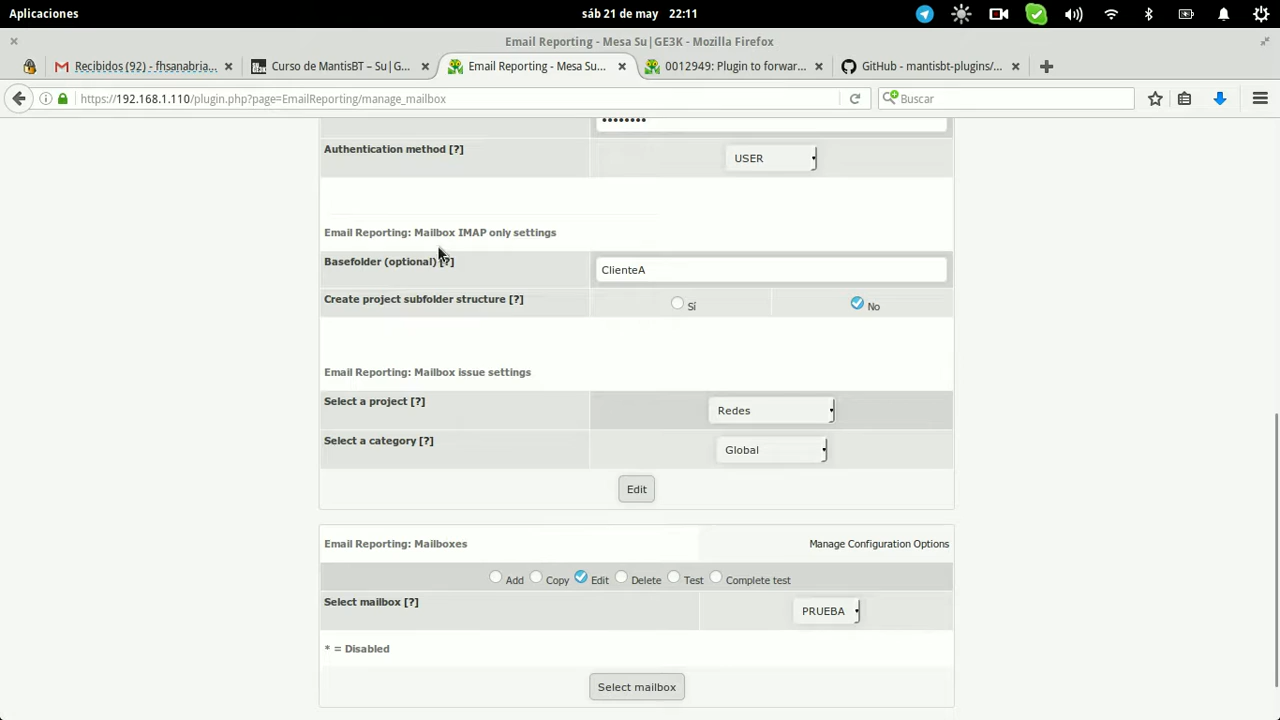 Aplicaciones sáb 21 de may 22:11
Email Reporting - Mesa Su|GE3K - Mozilla Firefox
Recibidos (92) - fhsanabria... Curso de MantisBT – Su|G... Email Reporting - Mesa Su... 0012949: Plugin to forwar... GitHub - mantisbt-plugins/...
https://192.168.1.110/plugin.php?page=EmailReporting/manage_mailbox Buscar
••••••••
Authentication method [?] USER
Email Reporting: Mailbox IMAP only settings
Basefolder (optional) [?] ClienteA
Create project subfolder structure [?] Sí No
Email Reporting: Mailbox issue settings
Select a project [?] Redes
Select a category [?] Global
Edit
Email Reporting: Mailboxes Manage Configuration Options
Add Copy Edit Delete Test Complete test
Select mailbox [?] PRUEBA
* = Disabled
Select mailbox